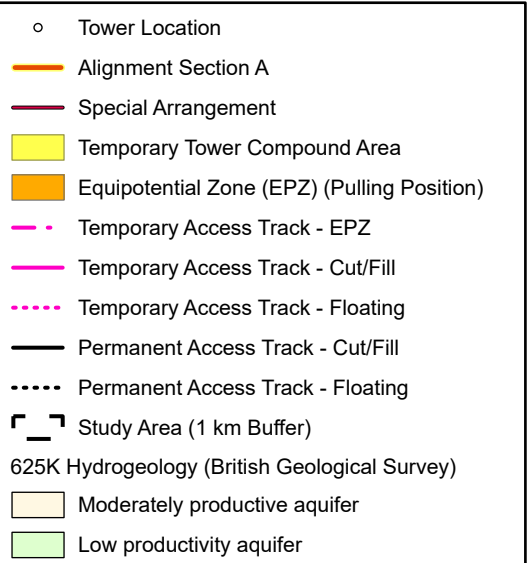 Tower Location
Alignment Section A
Special Arrangement
Temporary Tower Compound Area
Equipotential Zone (EPZ) (Pulling Position)
Temporary Access Track - EPZ
Temporary Access Track - Cut/Fill
Temporary Access Track - Floating
Permanent Access Track - Cut/Fill
Permanent Access Track - Floating
Study Area (1 km Buffer)
625K Hydrogeology (British Geological Survey)
Moderately productive aquifer
Low productivity aquifer